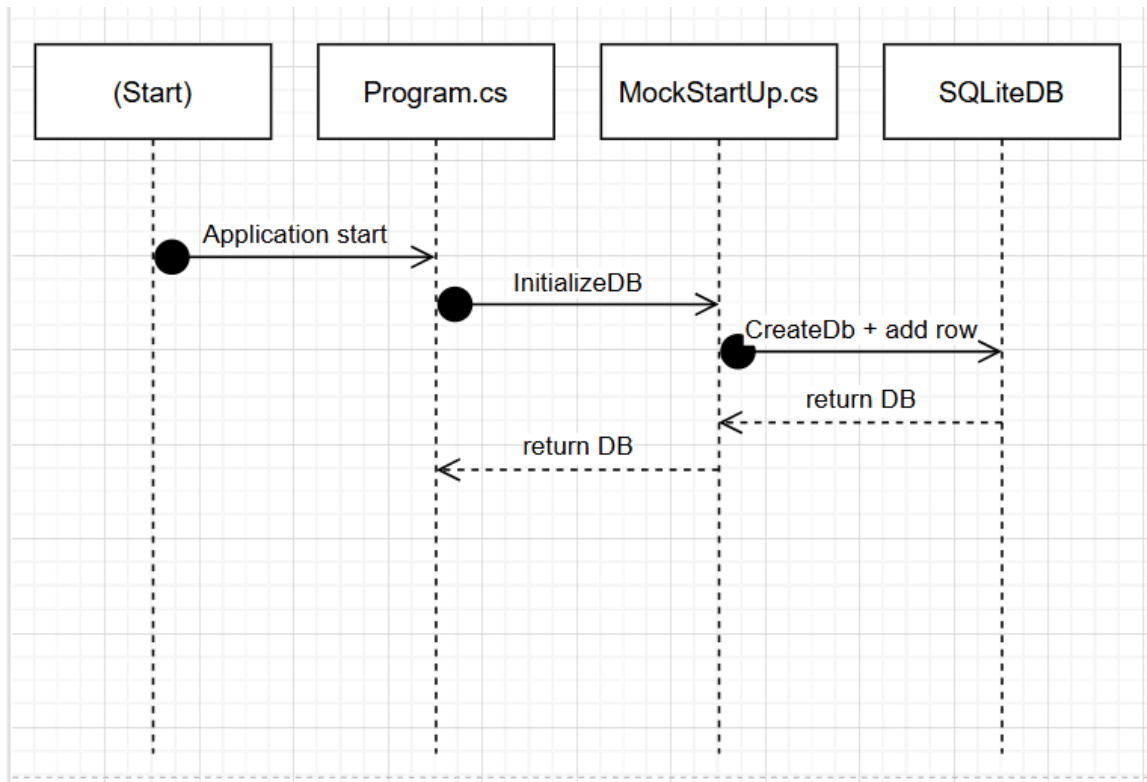 (Start)
Program.cs
MockStartUp.cs
SQLiteDB
Application start
InitializeDB
CreateDb + add row
return DB
return DB